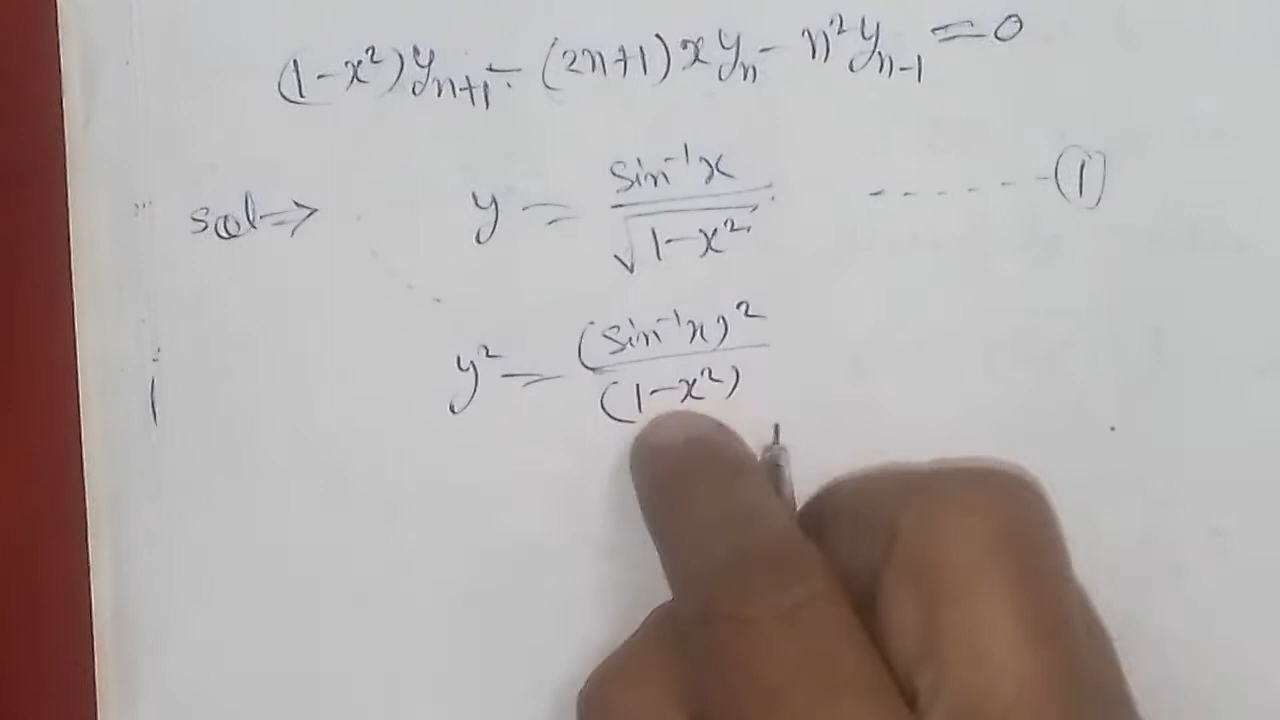 (1-x²)yₙ₊₁ - (2n+1)xyₙ - n²yₙ₋₁ = 0
sol⇒ y = sin⁻¹x / √(1-x²) ------ (1)
y² = (sin⁻¹x)² / (1-x²)